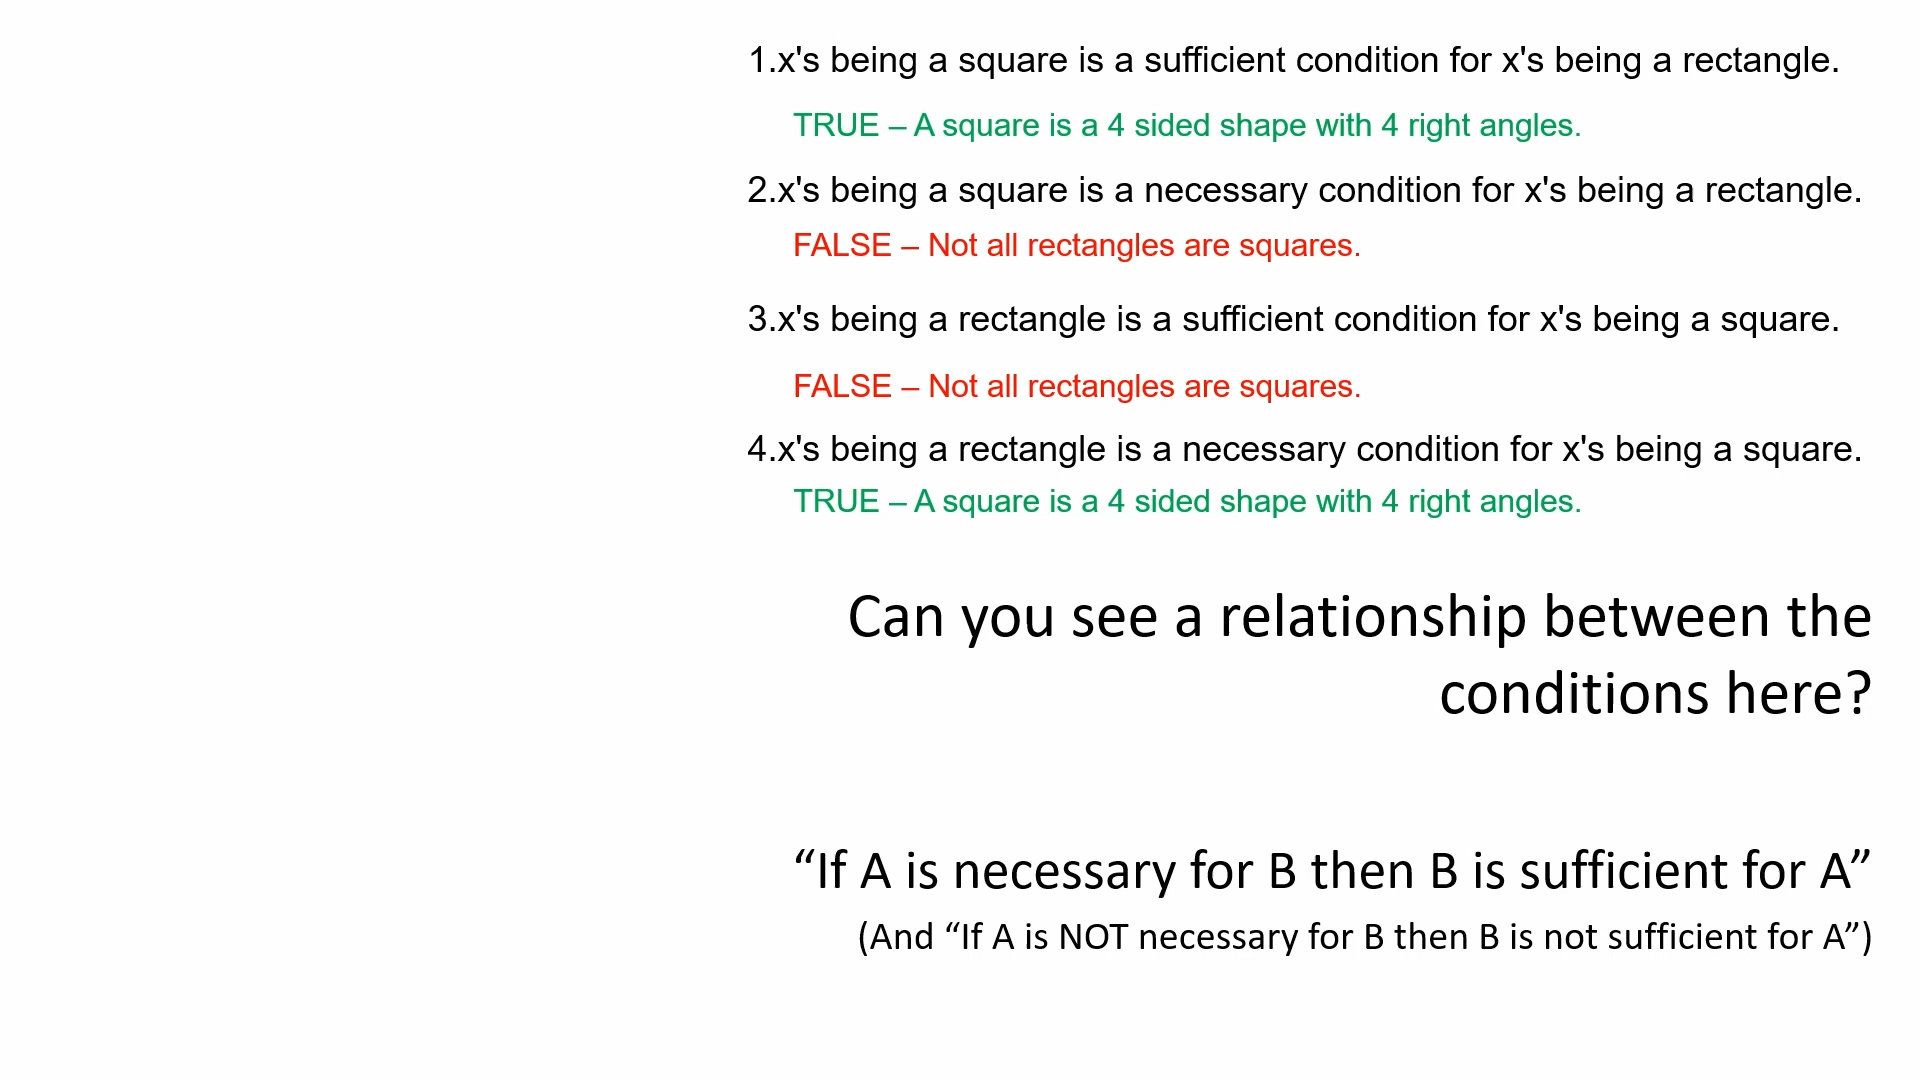 1.x's being a square is a sufficient condition for x's being a rectangle.
TRUE – A square is a 4 sided shape with 4 right angles.
2.x's being a square is a necessary condition for x's being a rectangle.
FALSE – Not all rectangles are squares.
3.x's being a rectangle is a sufficient condition for x's being a square.
FALSE – Not all rectangles are squares.
4.x's being a rectangle is a necessary condition for x's being a square.
TRUE – A square is a 4 sided shape with 4 right angles.
Can you see a relationship between the
conditions here?
“If A is necessary for B then B is sufficient for A”
(And “If A is NOT necessary for B then B is not sufficient for A”)